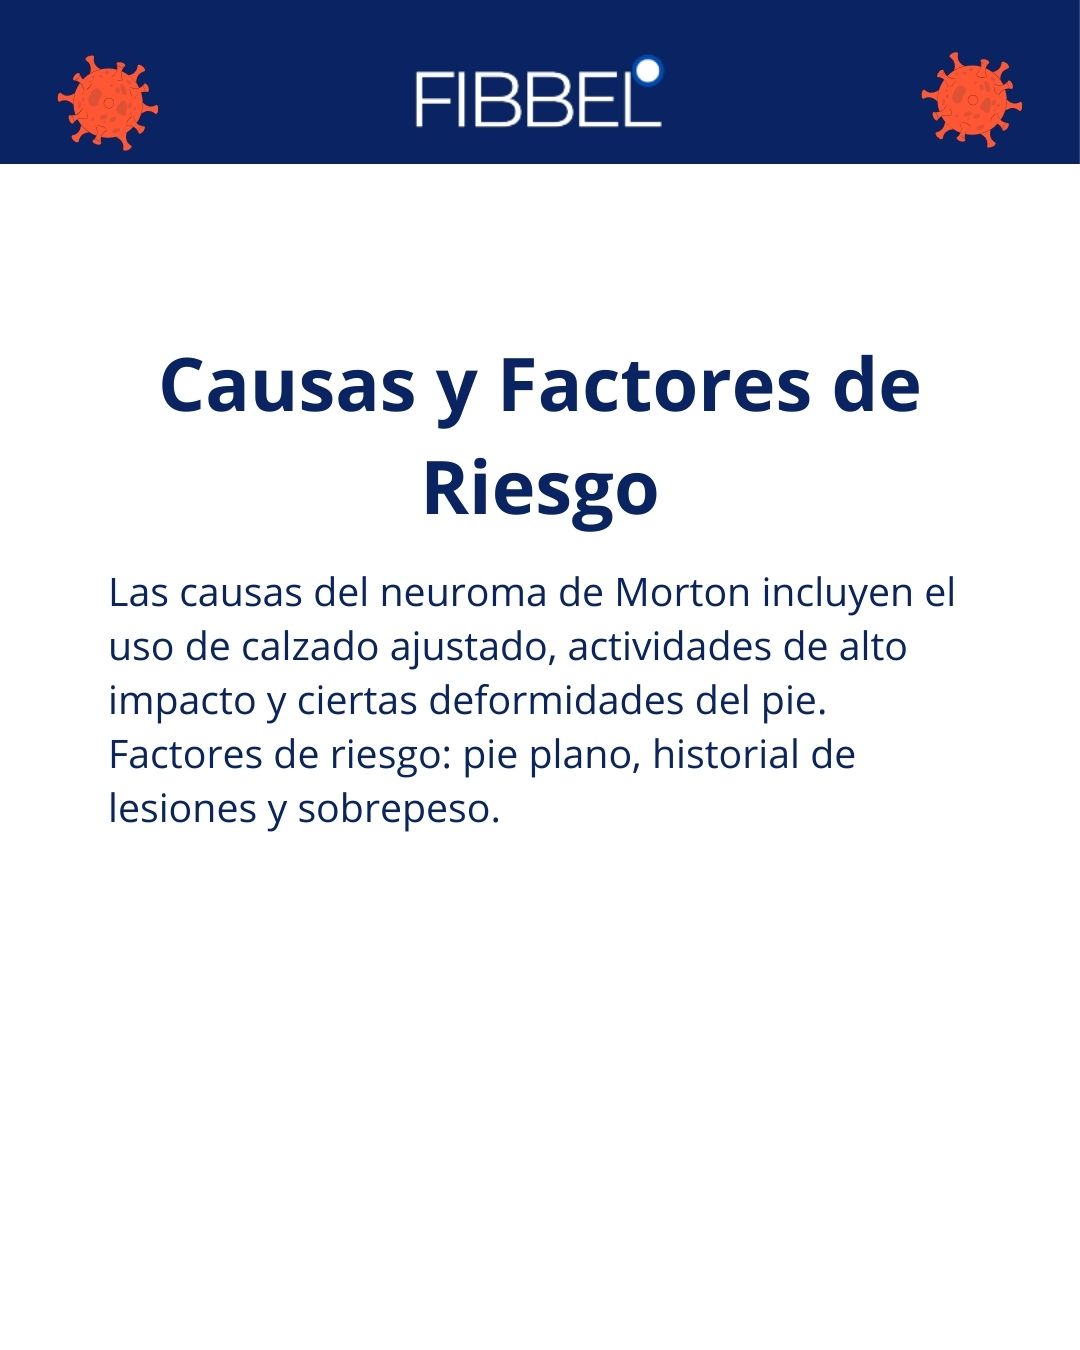 FIBBEL
Causas y Factores de
Riesgo
Las causas del neuroma de Morton incluyen el
uso de calzado ajustado, actividades de alto
impacto y ciertas deformidades del pie.
Factores de riesgo: pie plano, historial de
lesiones y sobrepeso.